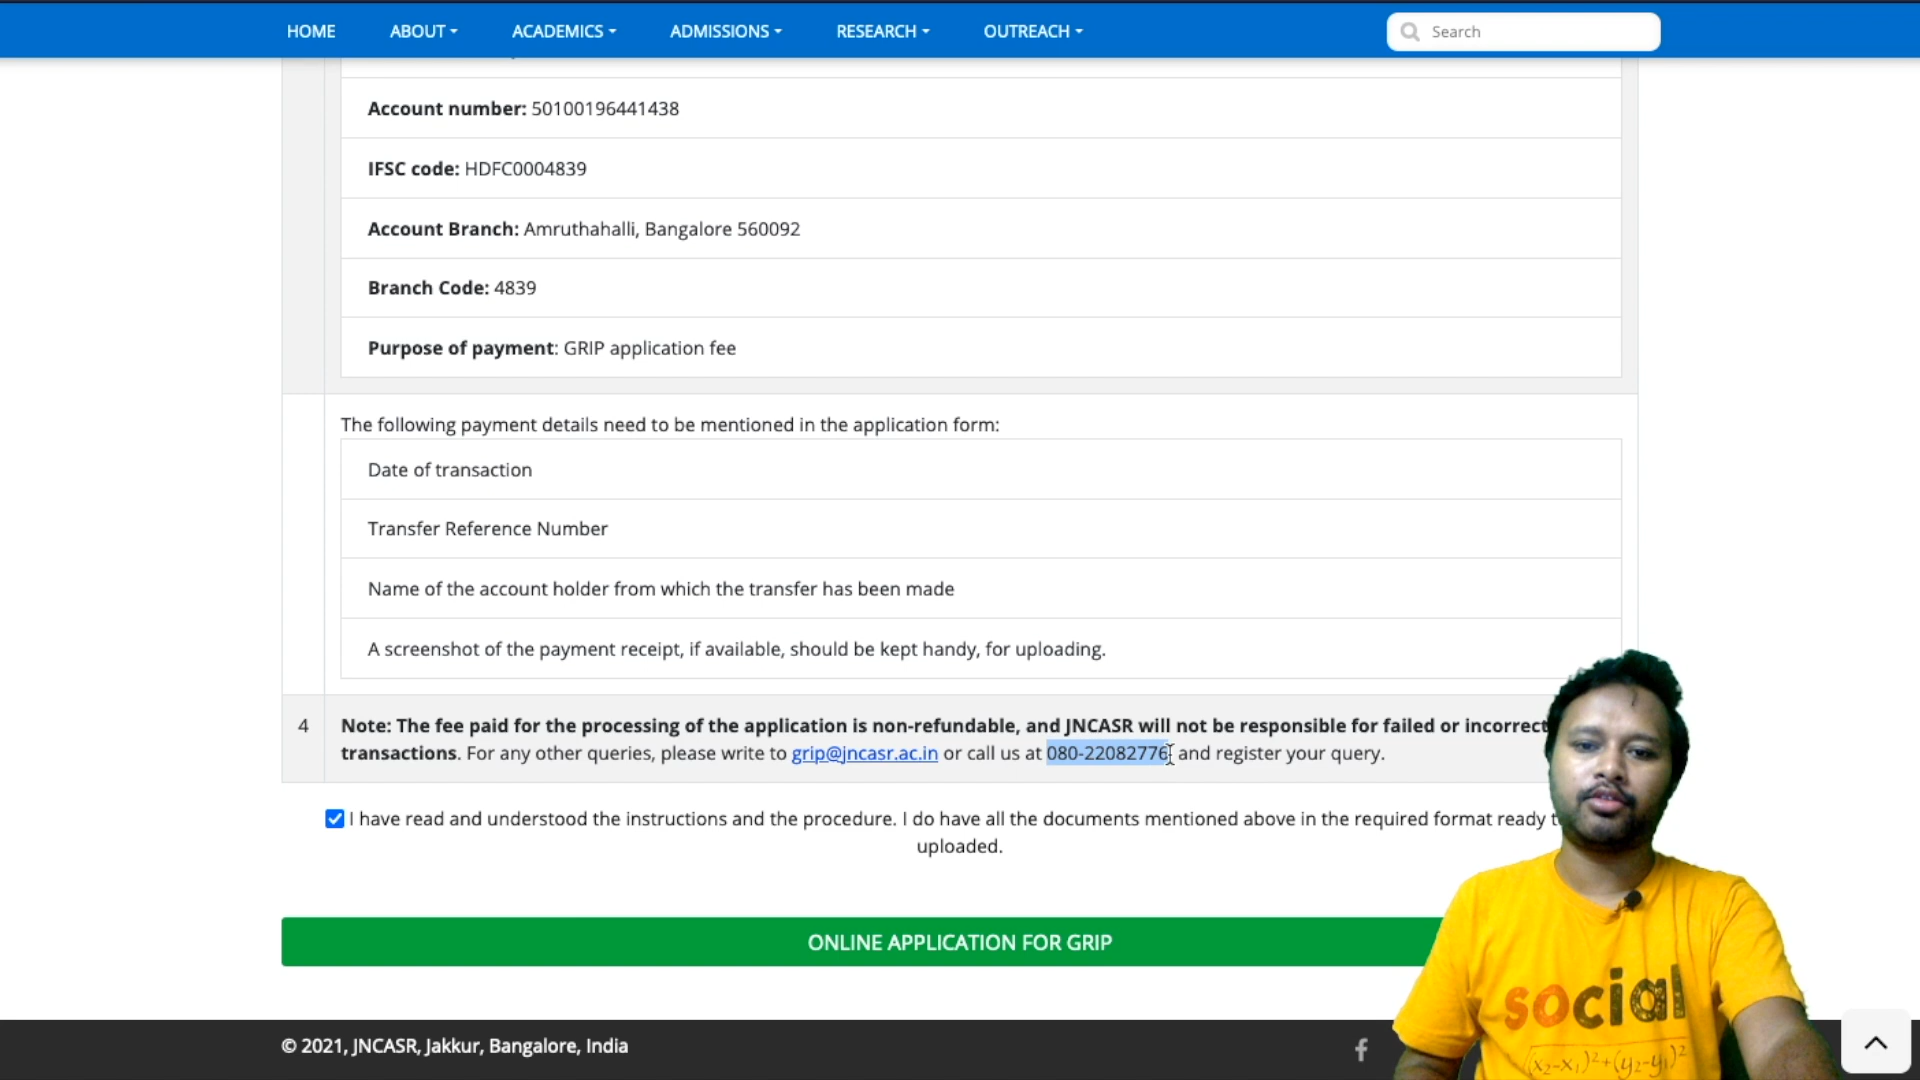 HOME ABOUT ACADEMICS ADMISSIONS RESEARCH OUTREACH Search
Account number: 50100196441438
IFSC code: HDFC0004839
Account Branch: Amruthahalli, Bangalore 560092
Branch Code: 4839
Purpose of payment: GRIP application fee
The following payment details need to be mentioned in the application form:
Date of transaction
Transfer Reference Number
Name of the account holder from which the transfer has been made
A screenshot of the payment receipt, if available, should be kept handy, for uploading.
4 Note: The fee paid for the processing of the application is non-refundable, and JNCASR will not be responsible for failed or incorrect
transactions. For any other queries, please write to grip@jncasr.ac.in or call us at 080-22082776 and register your query.
I have read and understood the instructions and the procedure. I do have all the documents mentioned above in the required format ready
uploaded.
ONLINE APPLICATION FOR GRIP
© 2021, JNCASR, Jakkur, Bangalore, India
social
(x₂-x₁)²+(y₂-y₁)²